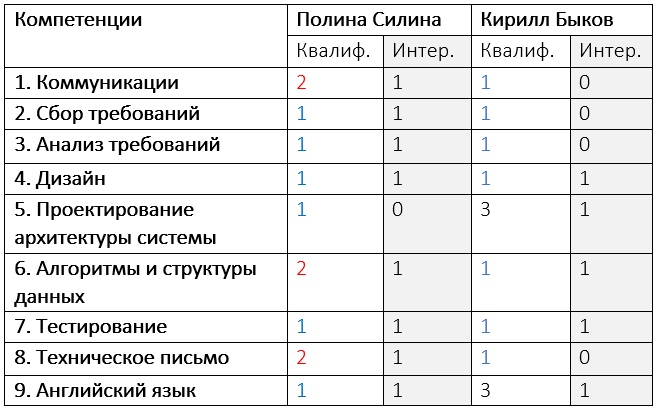 Компетенции Полина Силина Кирилл Быков
Квалиф. Интер. Квалиф. Интер.
1. Коммуникации 2 1 1 0
2. Сбор требований 1 1 1 0
3. Анализ требований 1 1 1 0
4. Дизайн 1 1 1 1
5. Проектирование 1 0 3 1
архитектуры системы
6. Алгоритмы и структуры 2 1 1 1
данных
7. Тестирование 1 1 1 1
8. Техническое письмо 2 1 1 0
9. Английский язык 1 1 3 1